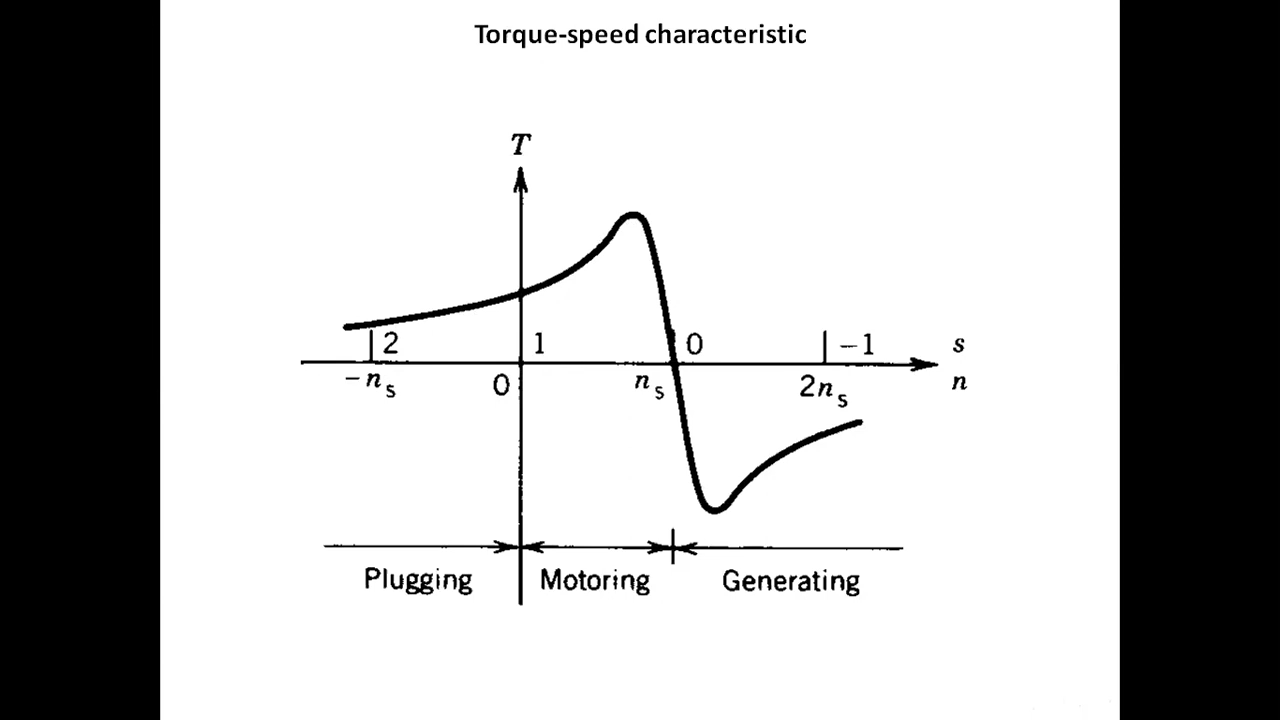 Torque-speed characteristic
T
2 1 0 -1 s
-nₛ 0 nₛ 2nₛ n
Plugging Motoring Generating